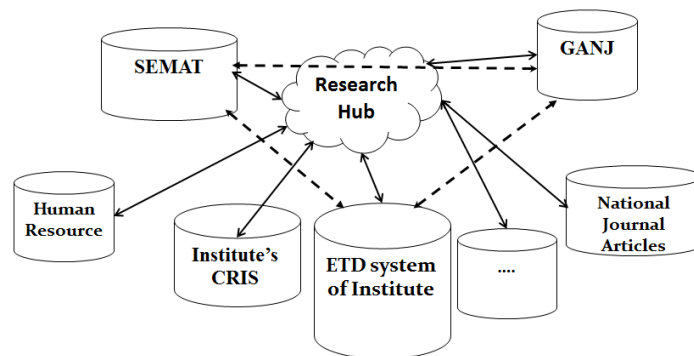 SEMAT
GANJ
Research
Hub
Human
Resource
Institute’s
CRIS
ETD system
of Institute
....
National
Journal
Articles